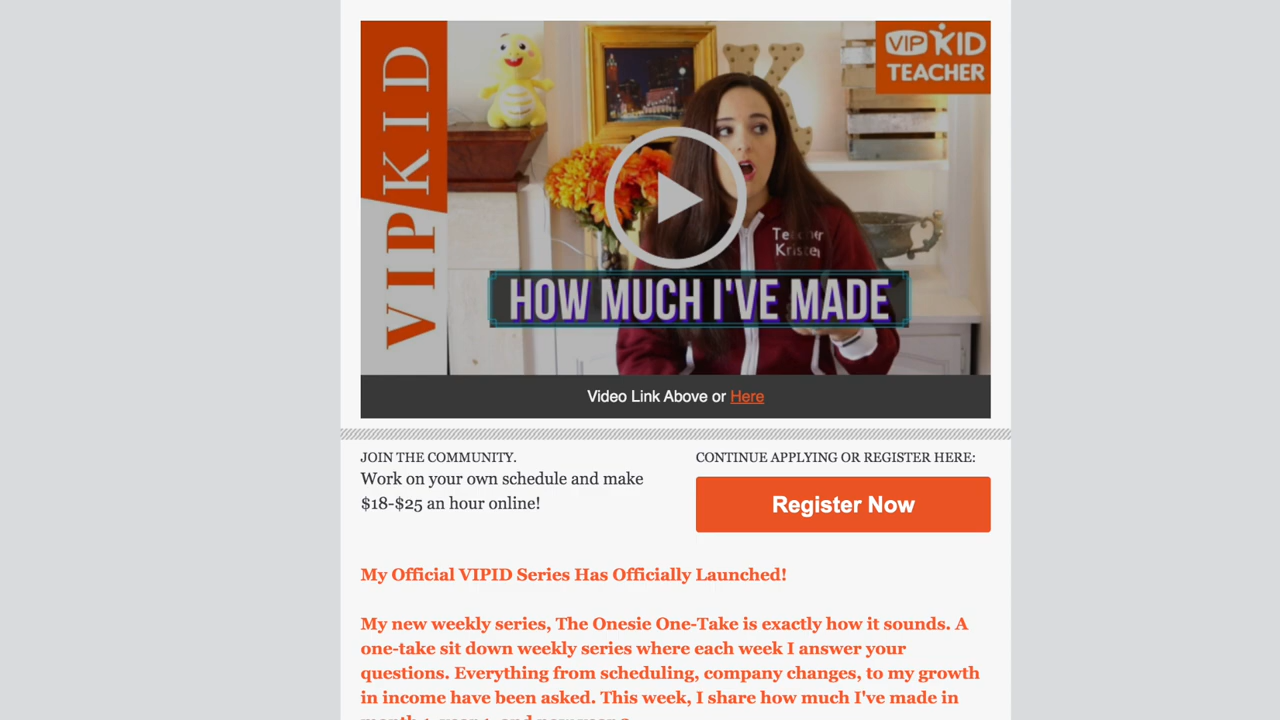 VIPKID
VIPKID
TEACHER
Teacher
Kristen
HOW MUCH I'VE MADE
Video Link Above or Here
JOIN THE COMMUNITY.
Work on your own schedule and make
$18-$25 an hour online!
CONTINUE APPLYING OR REGISTER HERE:
Register Now
My Official VIPID Series Has Officially Launched!
My new weekly series, The Onesie One-Take is exactly how it sounds. A
one-take sit down weekly series where each week I answer your
questions. Everything from scheduling, company changes, to my growth
in income have been asked. This week, I share how much I've made in